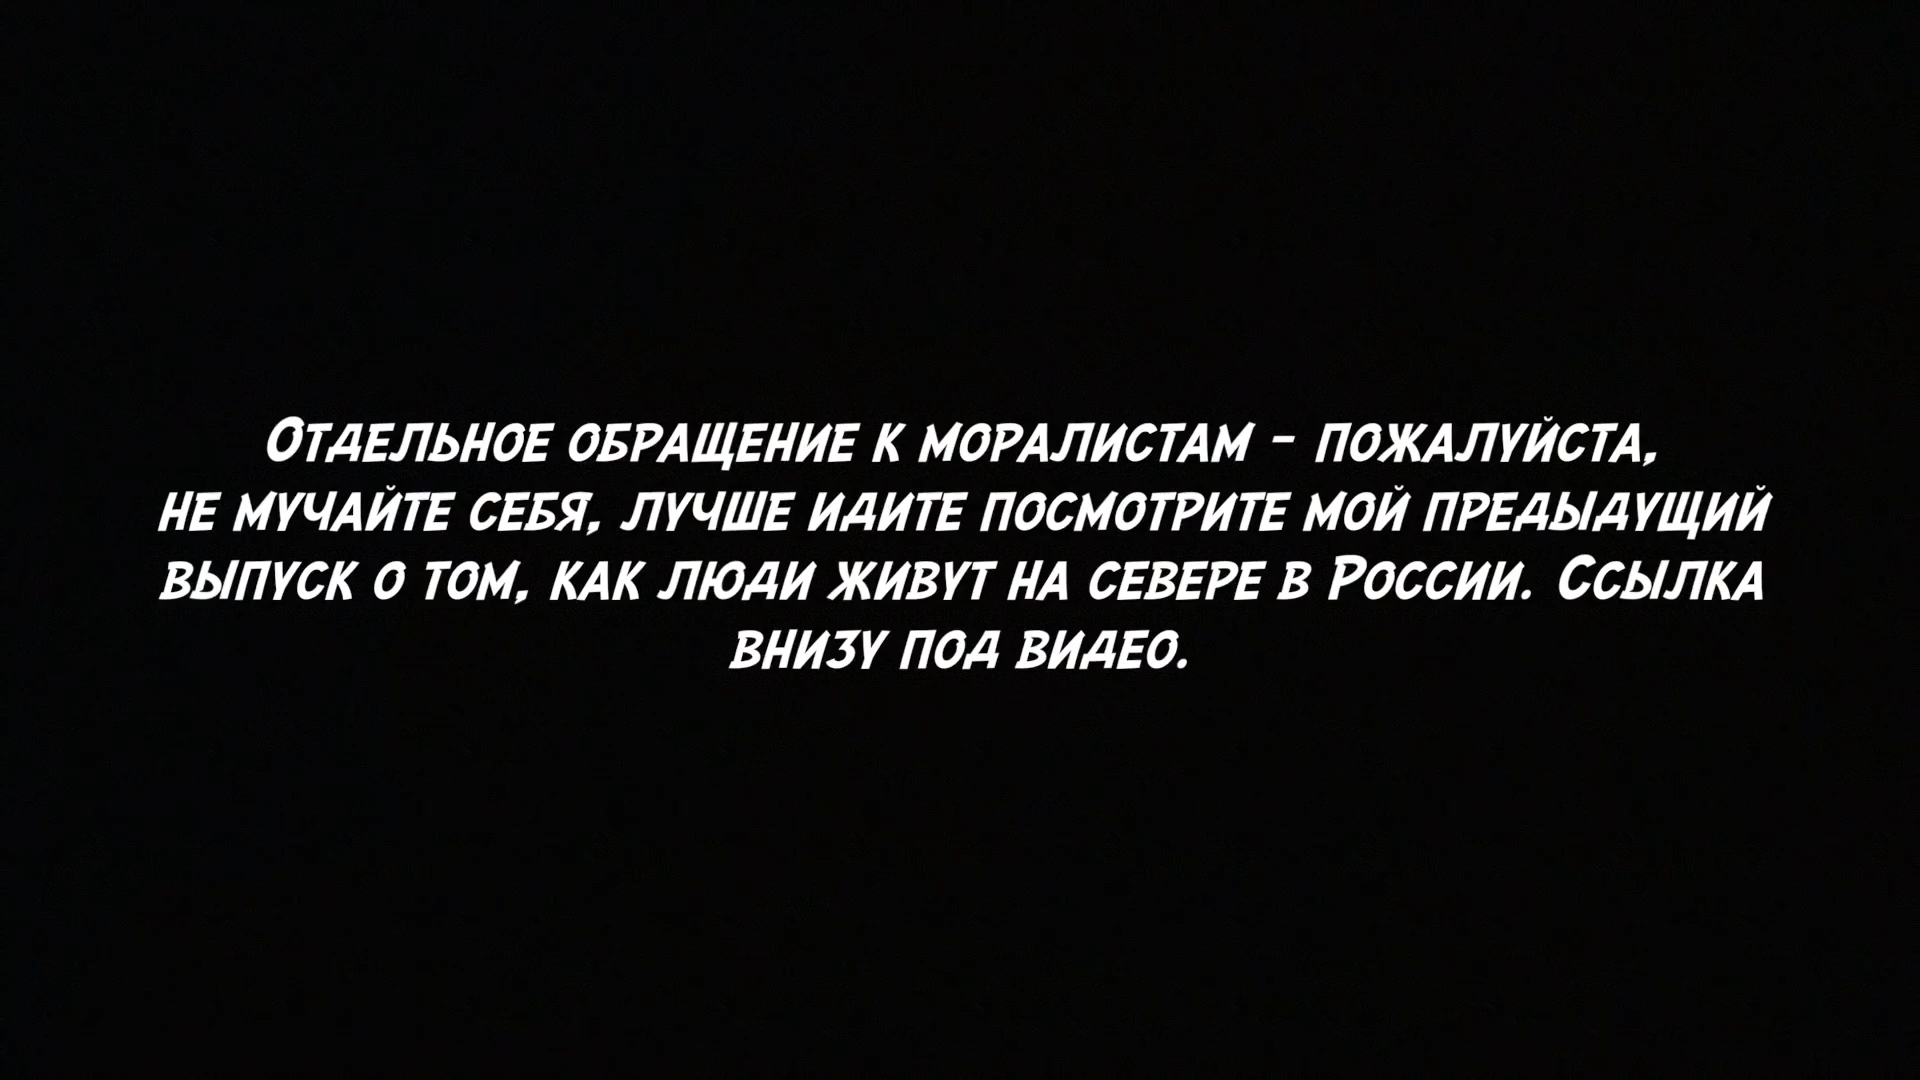 Отдельное обращение к моралистам - пожалуйста,
не мучайте себя, лучше идите посмотрите мой предыдущий
выпуск о том, как люди живут на севере в России. Ссылка
внизу под видео.